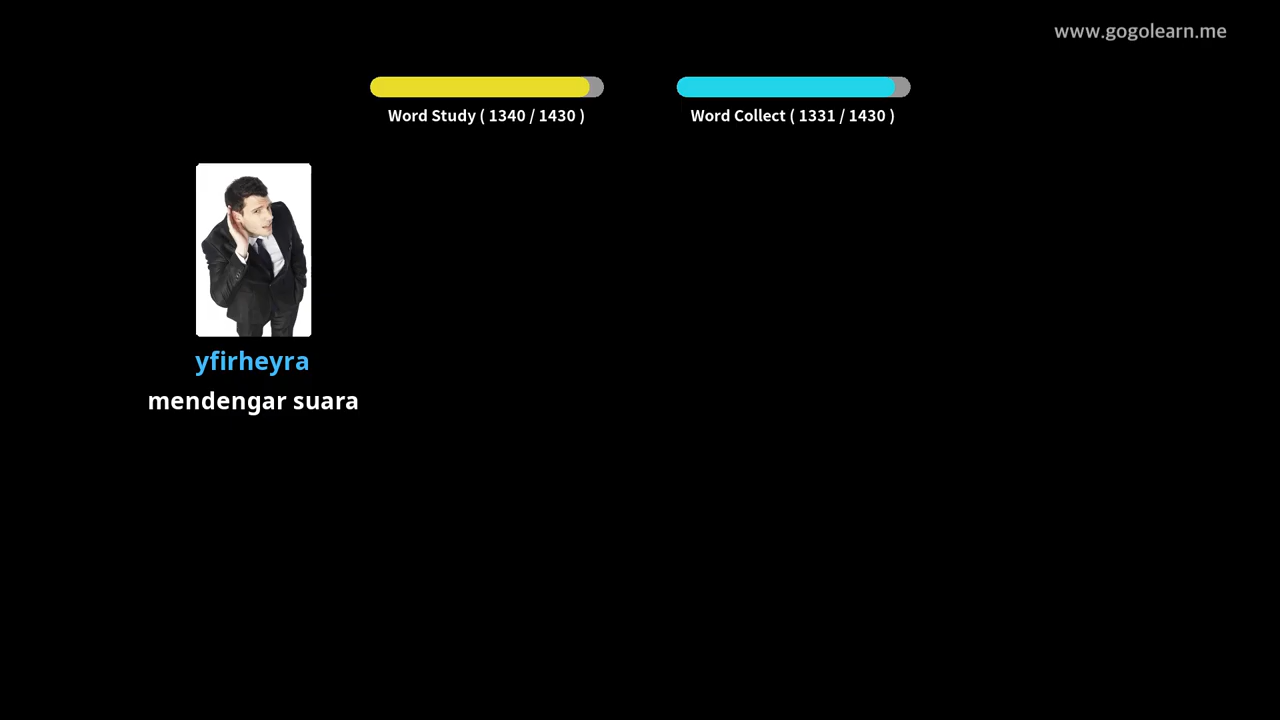 www.gogolearn.me
Word Study ( 1340 / 1430 )
Word Collect ( 1331 / 1430 )
yfirheyra
mendengar suara